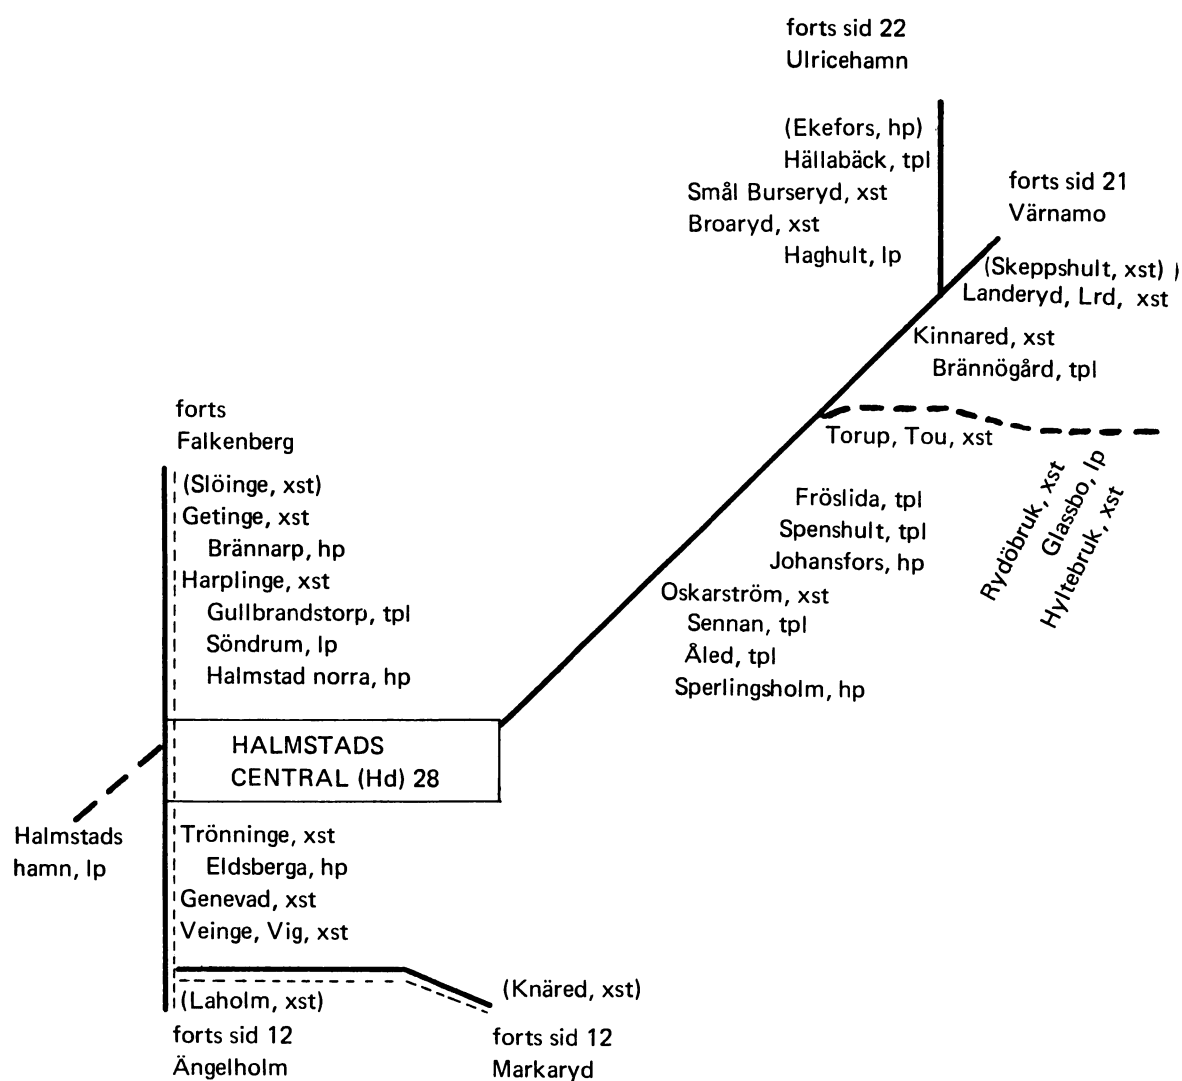 forts sid 22
Ulricehamn
(Ekefors, hp)
Hällabäck, tpl
Smål Burseryd, xst
Broaryd, xst
Haghult, lp
forts sid 21
Värnamo
(Skeppshult, xst)
Landeryd, Lrd, xst
Kinnared, xst
Brännögård, tpl
Torup, Tou, xst
Rydöbruk, xst
Glassbo, lp
Hyltebruk, xst
Fröslida, tpl
Spenshult, tpl
Johansfors, hp
Oskarström, xst
Sennan, tpl
Åled, tpl
Sperlingsholm, hp
forts
Falkenberg
(Slöinge, xst)
Getinge, xst
Brännarp, hp
Harplinge, xst
Gullbrandstorp, tpl
Söndrum, lp
Halmstad norra, hp
HALMSTADS
CENTRAL (Hd) 28
Halmstads
hamn, lp
Trönninge, xst
Eldsberga, hp
Genevad, xst
Veinge, Vig, xst
(Laholm, xst)
forts sid 12
Ängelholm
(Knäred, xst)
forts sid 12
Markaryd